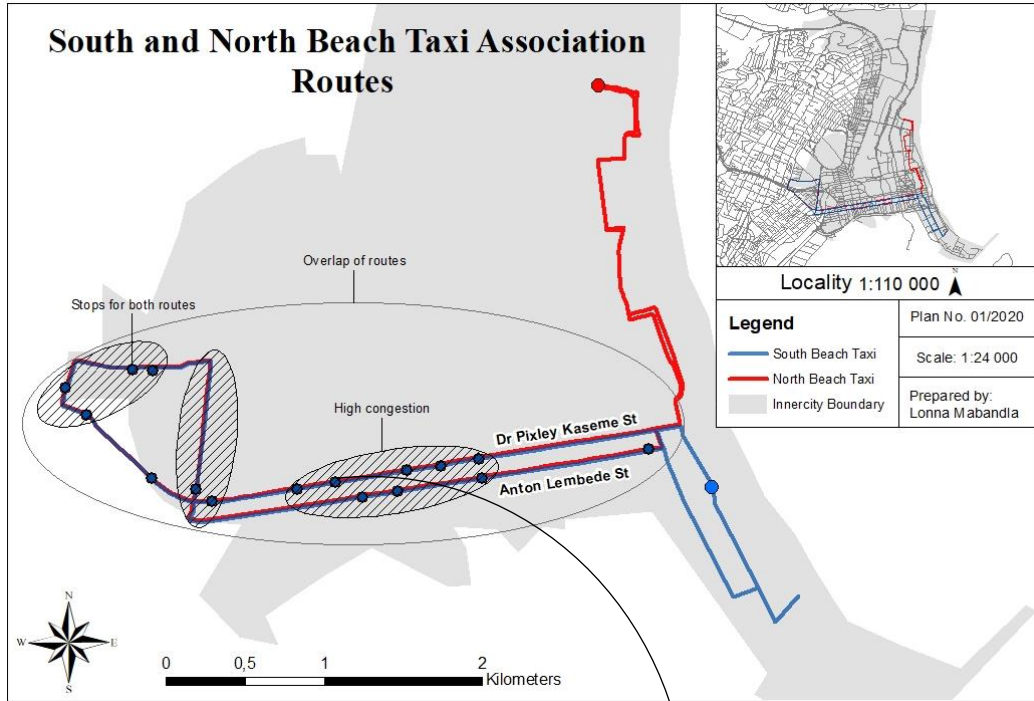 South and North Beach Taxi Association
Routes
Overlap of routes
Stops for both routes
High congestion
Dr Pixley Kaseme St
Anton Lembede St
N
W
E
S
0
0,5
1
2
Kilometers
Locality 1:110 000
N
Legend
South Beach Taxi
North Beach Taxi
Innercity Boundary
Plan No. 01/2020
Scale: 1:24 000
Prepared by:
Lonna Mabandla